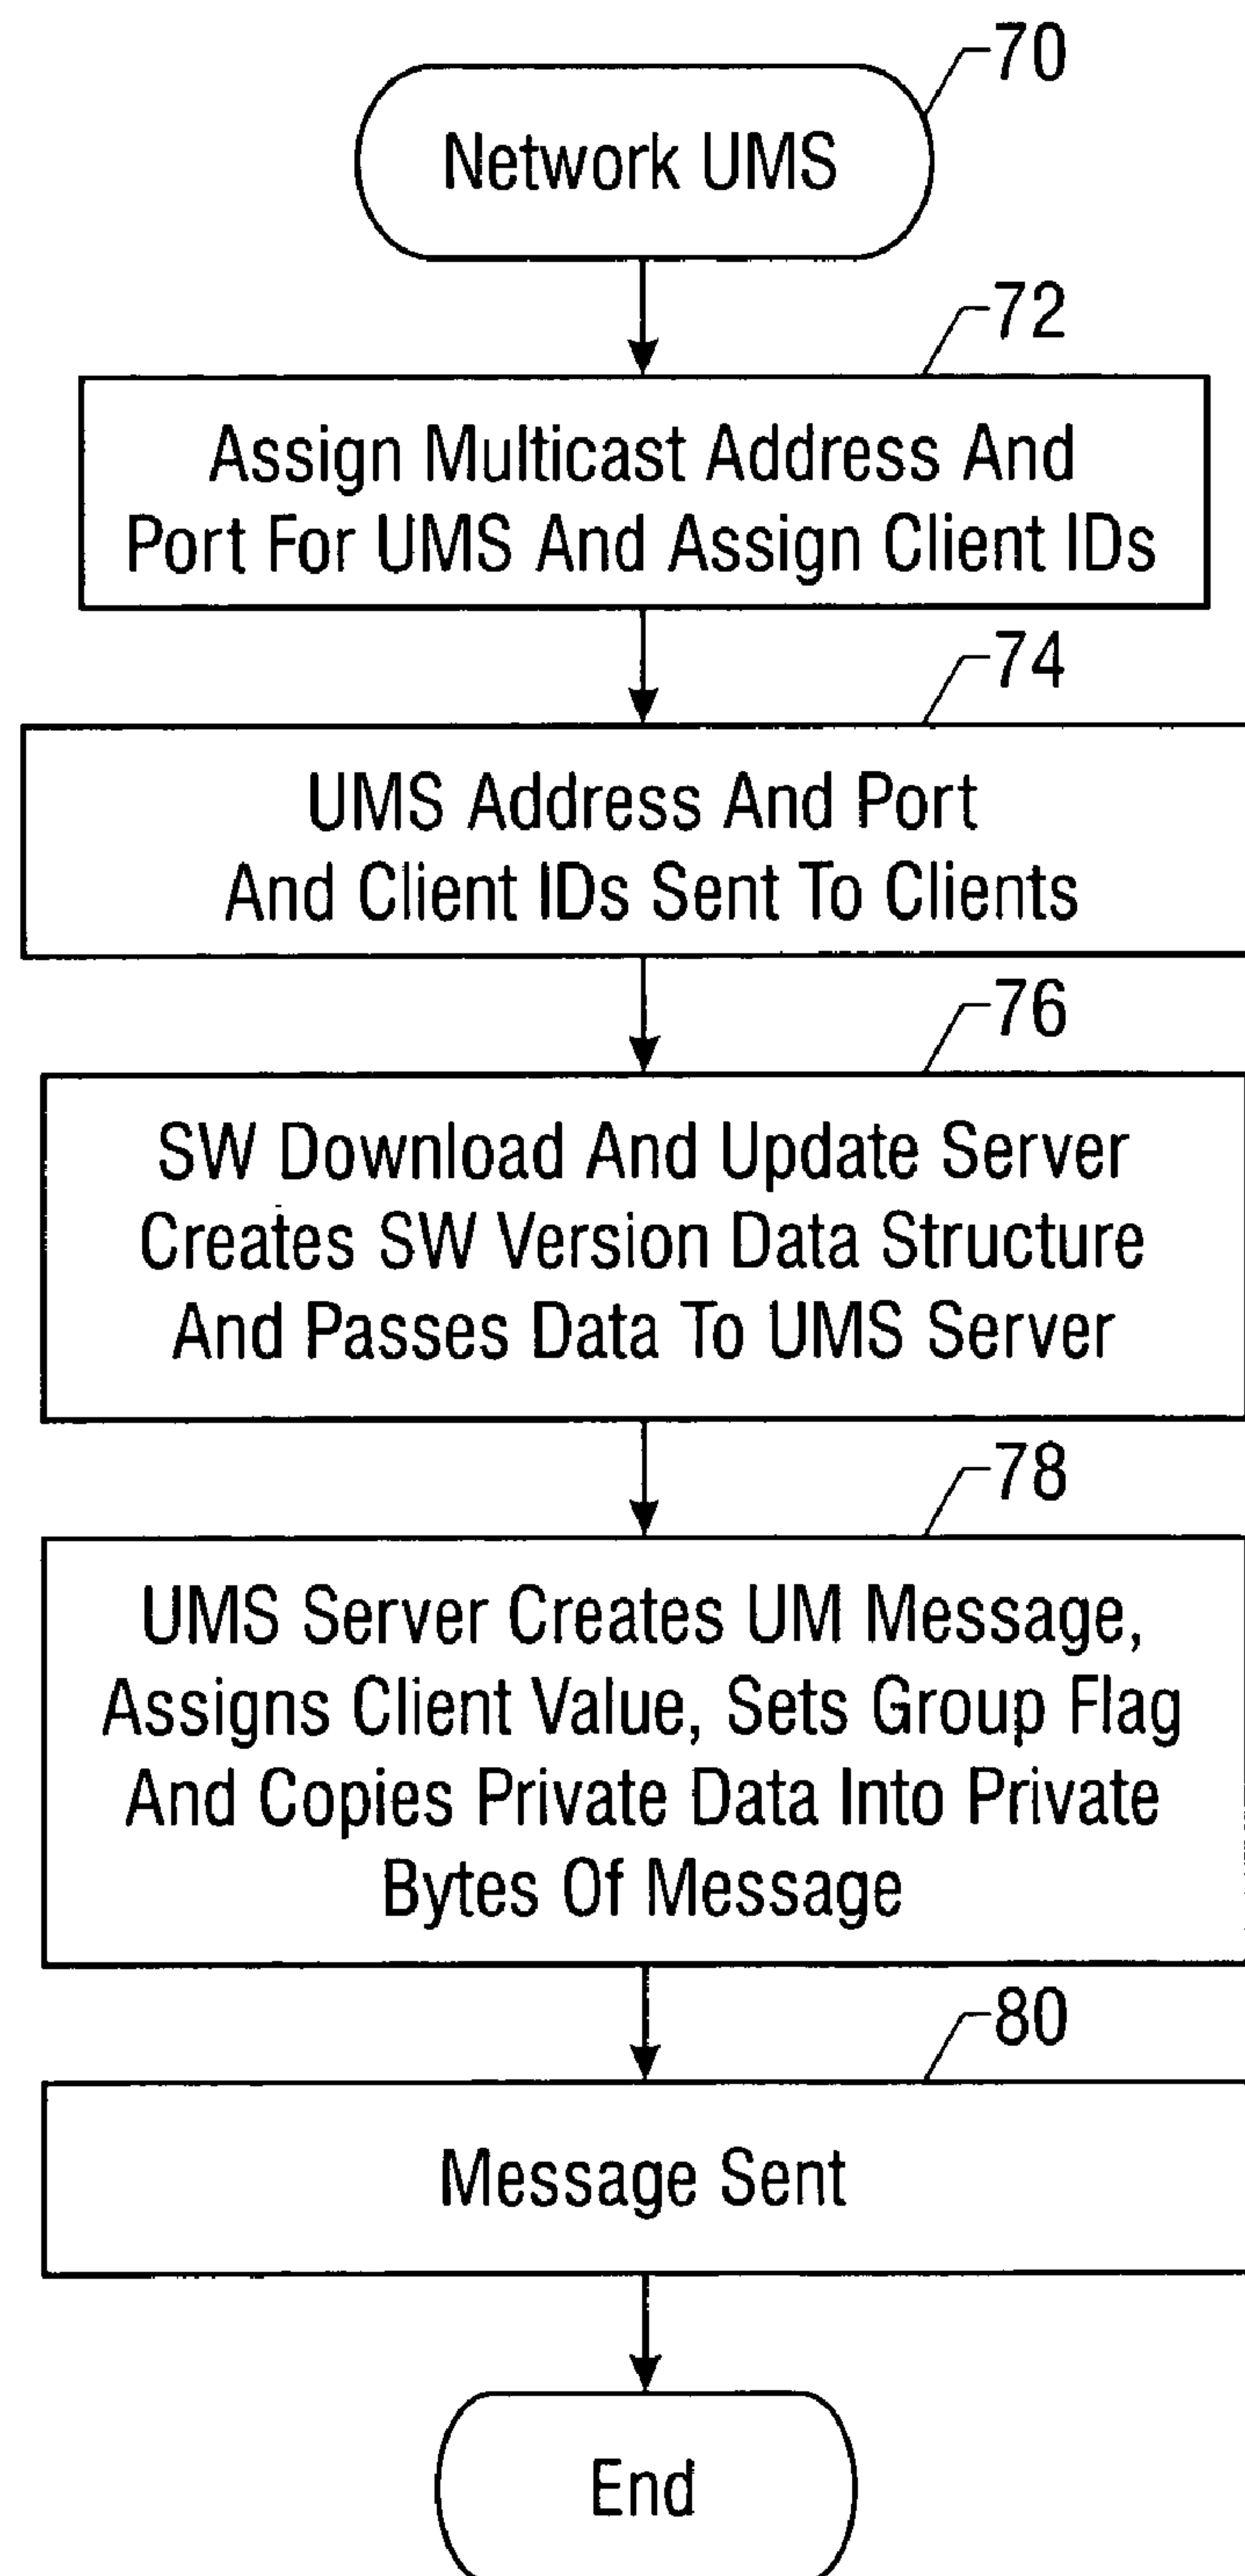 70
Network UMS
72
Assign Multicast Address And
Port For UMS And Assign Client IDs
74
UMS Address And Port
And Client IDs Sent To Clients
76
SW Download And Update Server
Creates SW Version Data Structure
And Passes Data To UMS Server
78
UMS Server Creates UM Message,
Assigns Client Value, Sets Group Flag
And Copies Private Data Into Private
Bytes Of Message
80
Message Sent
End